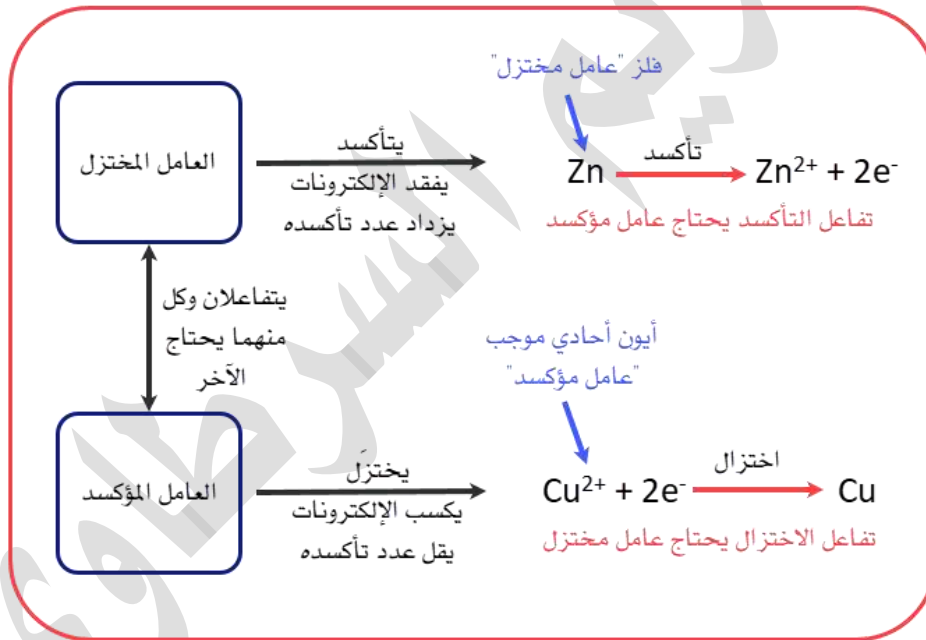 فلز "عامل مختزل"
العامل المختزل
يتأكسد
يفقد الإلكترونات
يزداد عدد تأكسده
تأكسد
Zn → Zn²⁺ + 2e⁻
تفاعل التأكسد يحتاج عامل مؤكسد
يتفاعلان وكل
منهما يحتاج
الآخر
أيون أحادي موجب
"عامل مؤكسد"
العامل المؤكسد
يختزَل
يكسب الإلكترونات
يقل عدد تأكسده
اختزال
Cu²⁺ + 2e⁻ → Cu
تفاعل الاختزال يحتاج عامل مختزل